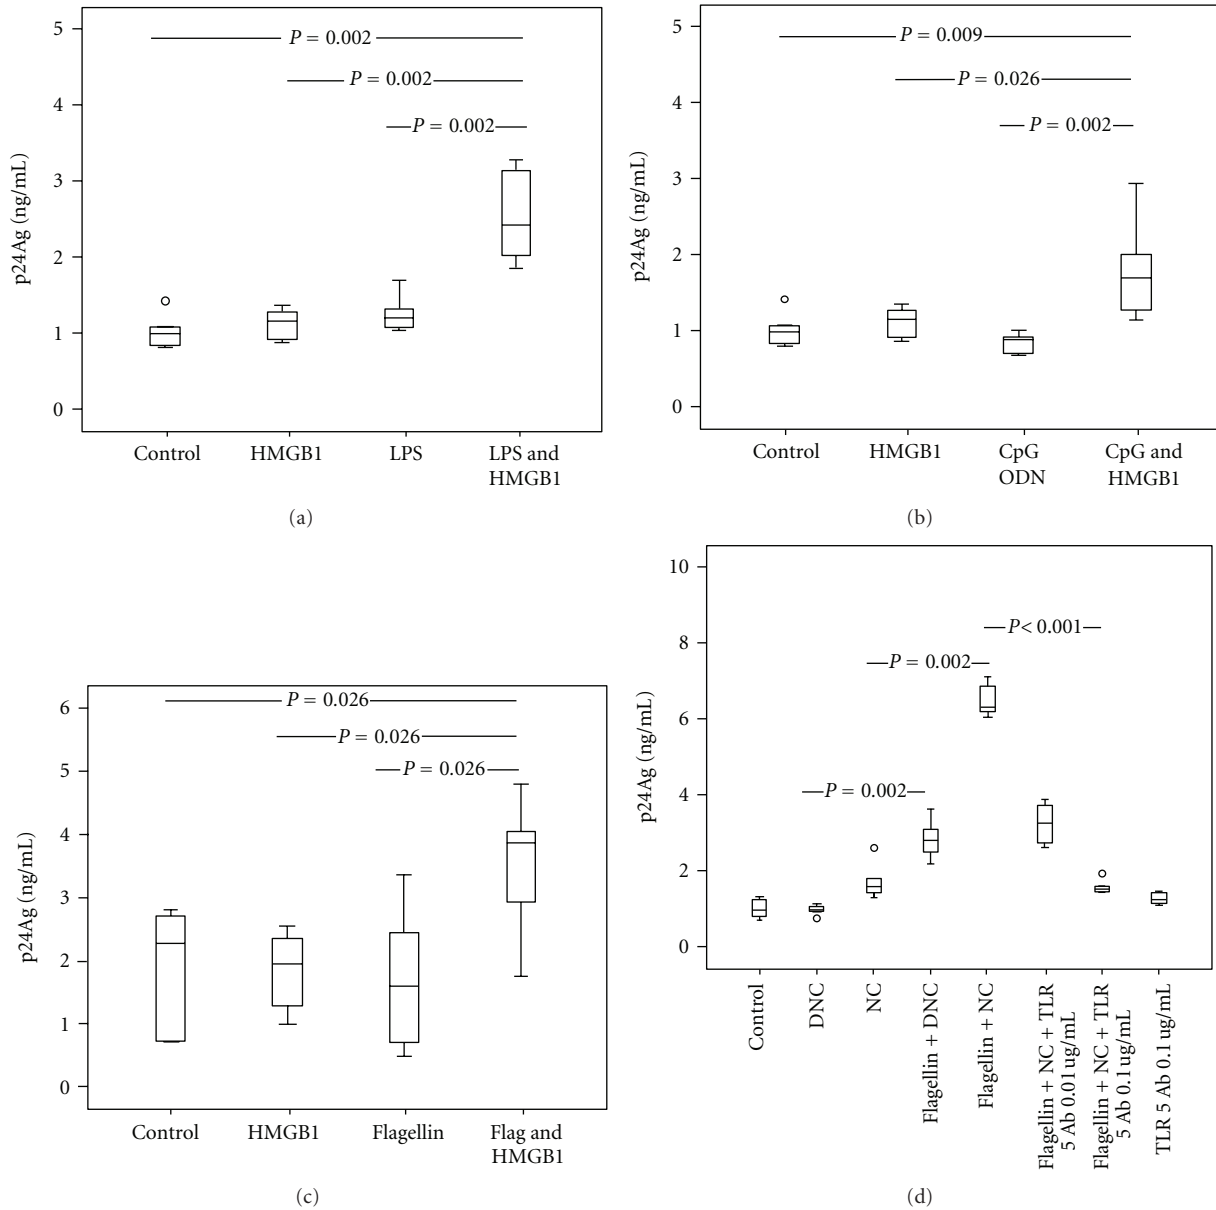 5
4
3
2
1
0
p24Ag (ng/mL)
P = 0.002
P = 0.002
P = 0.002
Control
HMGB1
LPS
LPS and
HMGB1
(a)
5
4
3
2
1
0
p24Ag (ng/mL)
P = 0.009
P = 0.026
P = 0.002
Control
HMGB1
CpG
ODN
CpG and
HMGB1
(b)
6
5
4
3
2
1
0
p24Ag (ng/mL)
P = 0.026
P = 0.026
P = 0.026
Control
HMGB1
Flagellin
Flag and
HMGB1
(c)
10
8
6
4
2
0
p24Ag (ng/mL)
P< 0.001
P = 0.002
P = 0.002
Control
DNC
NC
Flagellin + DNC
Flagellin + NC
Flagellin + NC + TLR
5 Ab 0.01 ug/mL
Flagellin + NC + TLR
5 Ab 0.1 ug/mL
TLR 5 Ab 0.1 ug/mL
(d)